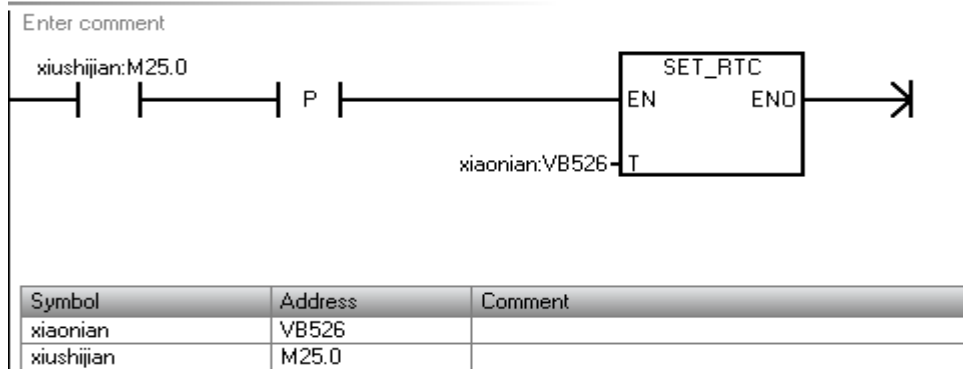 Enter comment
xiushijian:M25.0
SET_RTC
P
EN ENO
xiaonian:VB526 T
Symbol Address Comment
xiaonian VB526
xiushijian M25.0